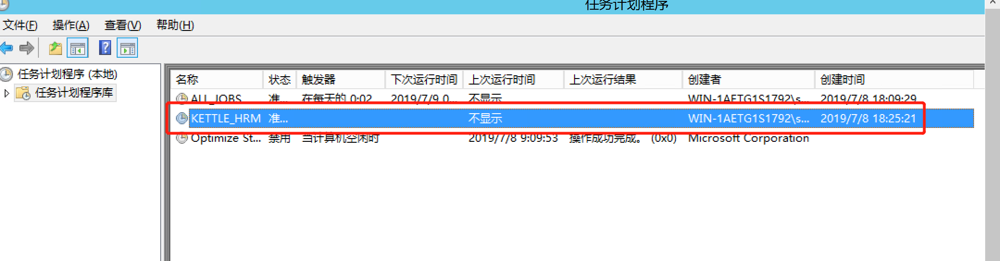 任务计划程序
文件(F) 操作(A) 查看(V) 帮助(H)
任务计划程序 (本地)
任务计划程序库
名称 状态 触发器 下次运行时间 上次运行时间 上次运行结果 创建者 创建时间
ALL_JOBS 准... 在每天的 0:02 2019/7/9 0... 不显示 WIN-1AETG1S1792\s... 2019/7/8 18:09:29
KETTLE_HRM 准... 不显示 WIN-1AETG1S1792\s... 2019/7/8 18:25:21
Optimize St... 禁用 当计算机空闲时 2019/7/8 9:09:53 操作成功完成。 (0x0) Microsoft Corporation